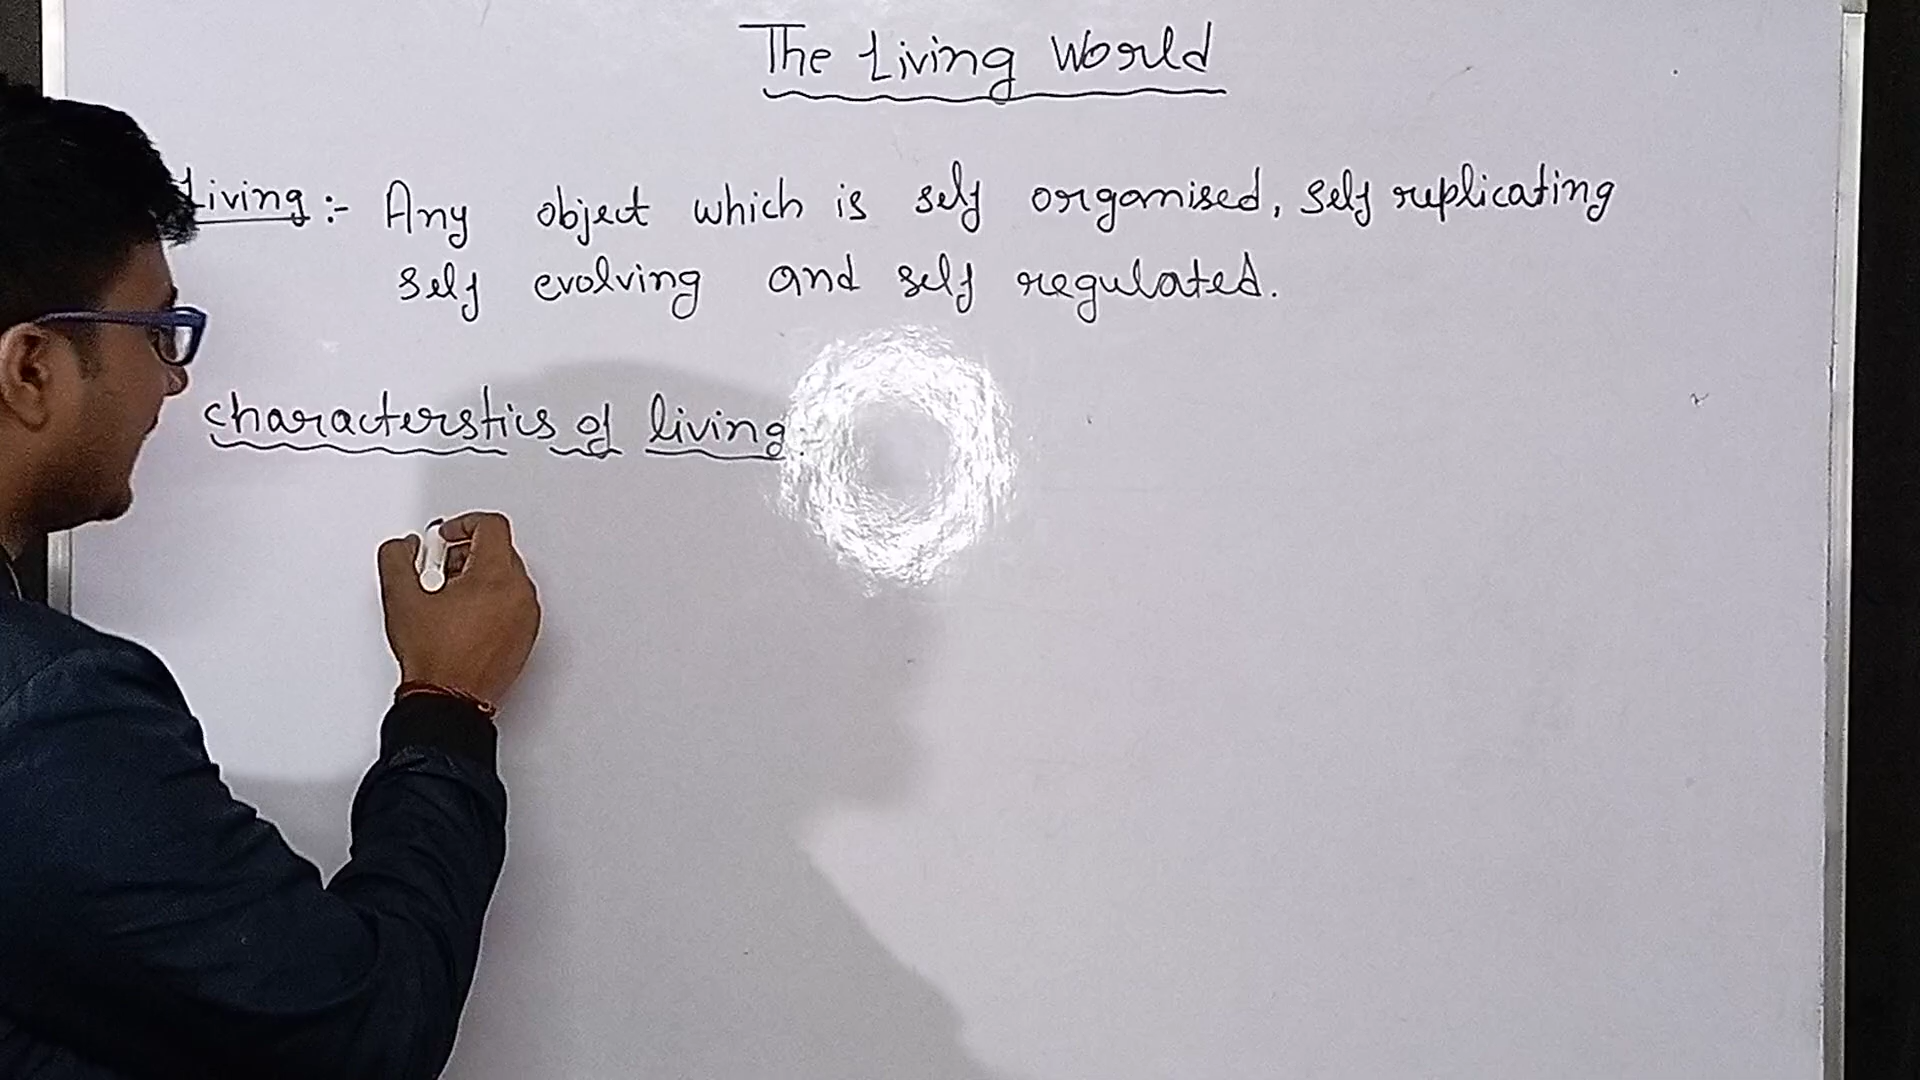 The Living World
Living :- Any object which is self organised, self replicating
self evolving and self regulated.
characterstics of living :-